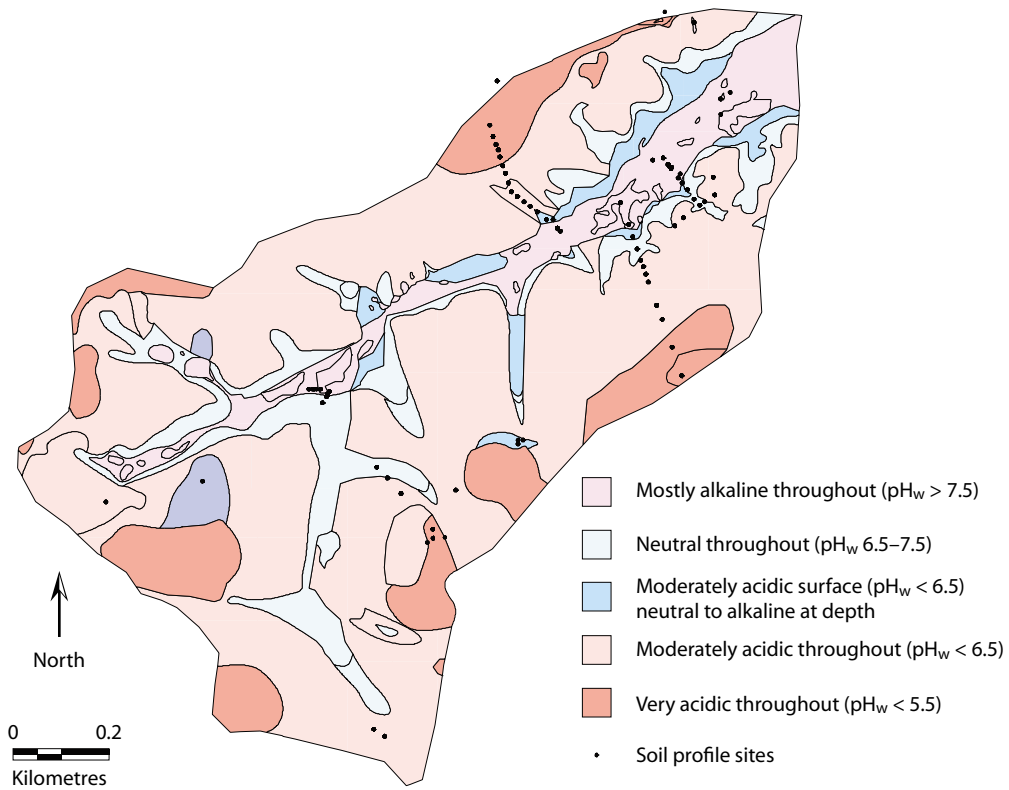 Mostly alkaline throughout (pHw > 7.5)
Neutral throughout (pHw 6.5–7.5)
Moderately acidic surface (pHw < 6.5)
neutral to alkaline at depth
Moderately acidic throughout (pHw < 6.5)
Very acidic throughout (pHw < 5.5)
Soil profile sites
North
0 0.2
Kilometres